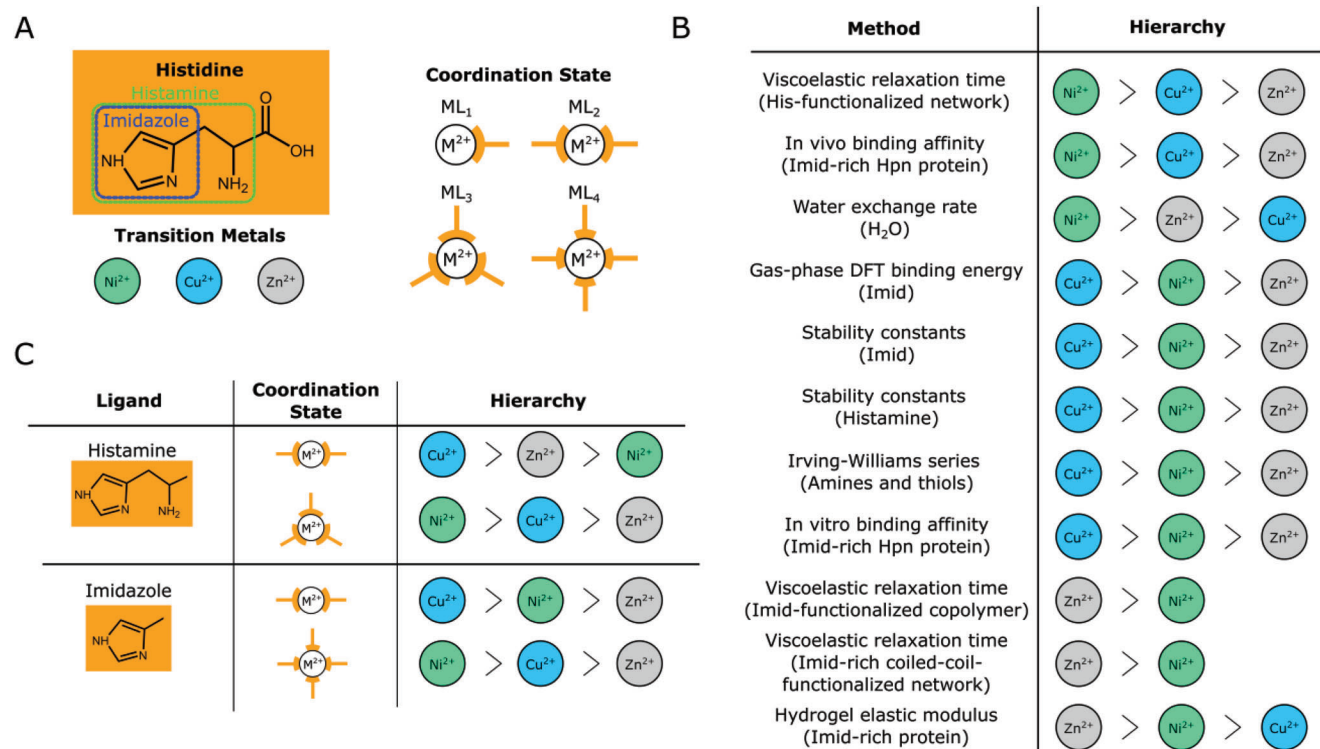 A
Histidine
Histamine
Imidazole
O
OH
NH
N
NH₂
Transition Metals
Ni²⁺
Cu²⁺
Zn²⁺
Coordination State
ML₁
ML₂
M²⁺
M²⁺
ML₃
ML₄
M²⁺
M²⁺
B
Method
Hierarchy
Viscoelastic relaxation time
(His-functionalized network)
Ni²⁺ > Cu²⁺ > Zn²⁺
In vivo binding affinity
(Imid-rich Hpn protein)
Ni²⁺ > Cu²⁺ > Zn²⁺
Water exchange rate
(H₂O)
Ni²⁺ > Zn²⁺ > Cu²⁺
Gas-phase DFT binding energy
(Imid)
Cu²⁺ > Ni²⁺ > Zn²⁺
Stability constants
(Imid)
Cu²⁺ > Ni²⁺ > Zn²⁺
Stability constants
(Histamine)
Cu²⁺ > Ni²⁺ > Zn²⁺
Irving-Williams series
(Amines and thiols)
Cu²⁺ > Ni²⁺ > Zn²⁺
In vitro binding affinity
(Imid-rich Hpn protein)
Cu²⁺ > Ni²⁺ > Zn²⁺
Viscoelastic relaxation time
(Imid-functionalized copolymer)
Zn²⁺ > Ni²⁺
Viscoelastic relaxation time
(Imid-rich coiled-coil-
functionalized network)
Zn²⁺ > Ni²⁺
Hydrogel elastic modulus
(Imid-rich protein)
Zn²⁺ > Ni²⁺ > Cu²⁺
C
Ligand
Coordination
State
Hierarchy
Histamine
NH
N
NH₂
M²⁺
Cu²⁺ > Zn²⁺ > Ni²⁺
M²⁺
Ni²⁺ > Cu²⁺ > Zn²⁺
Imidazole
NH
N
M²⁺
Cu²⁺ > Ni²⁺ > Zn²⁺
M²⁺
Ni²⁺ > Cu²⁺ > Zn²⁺